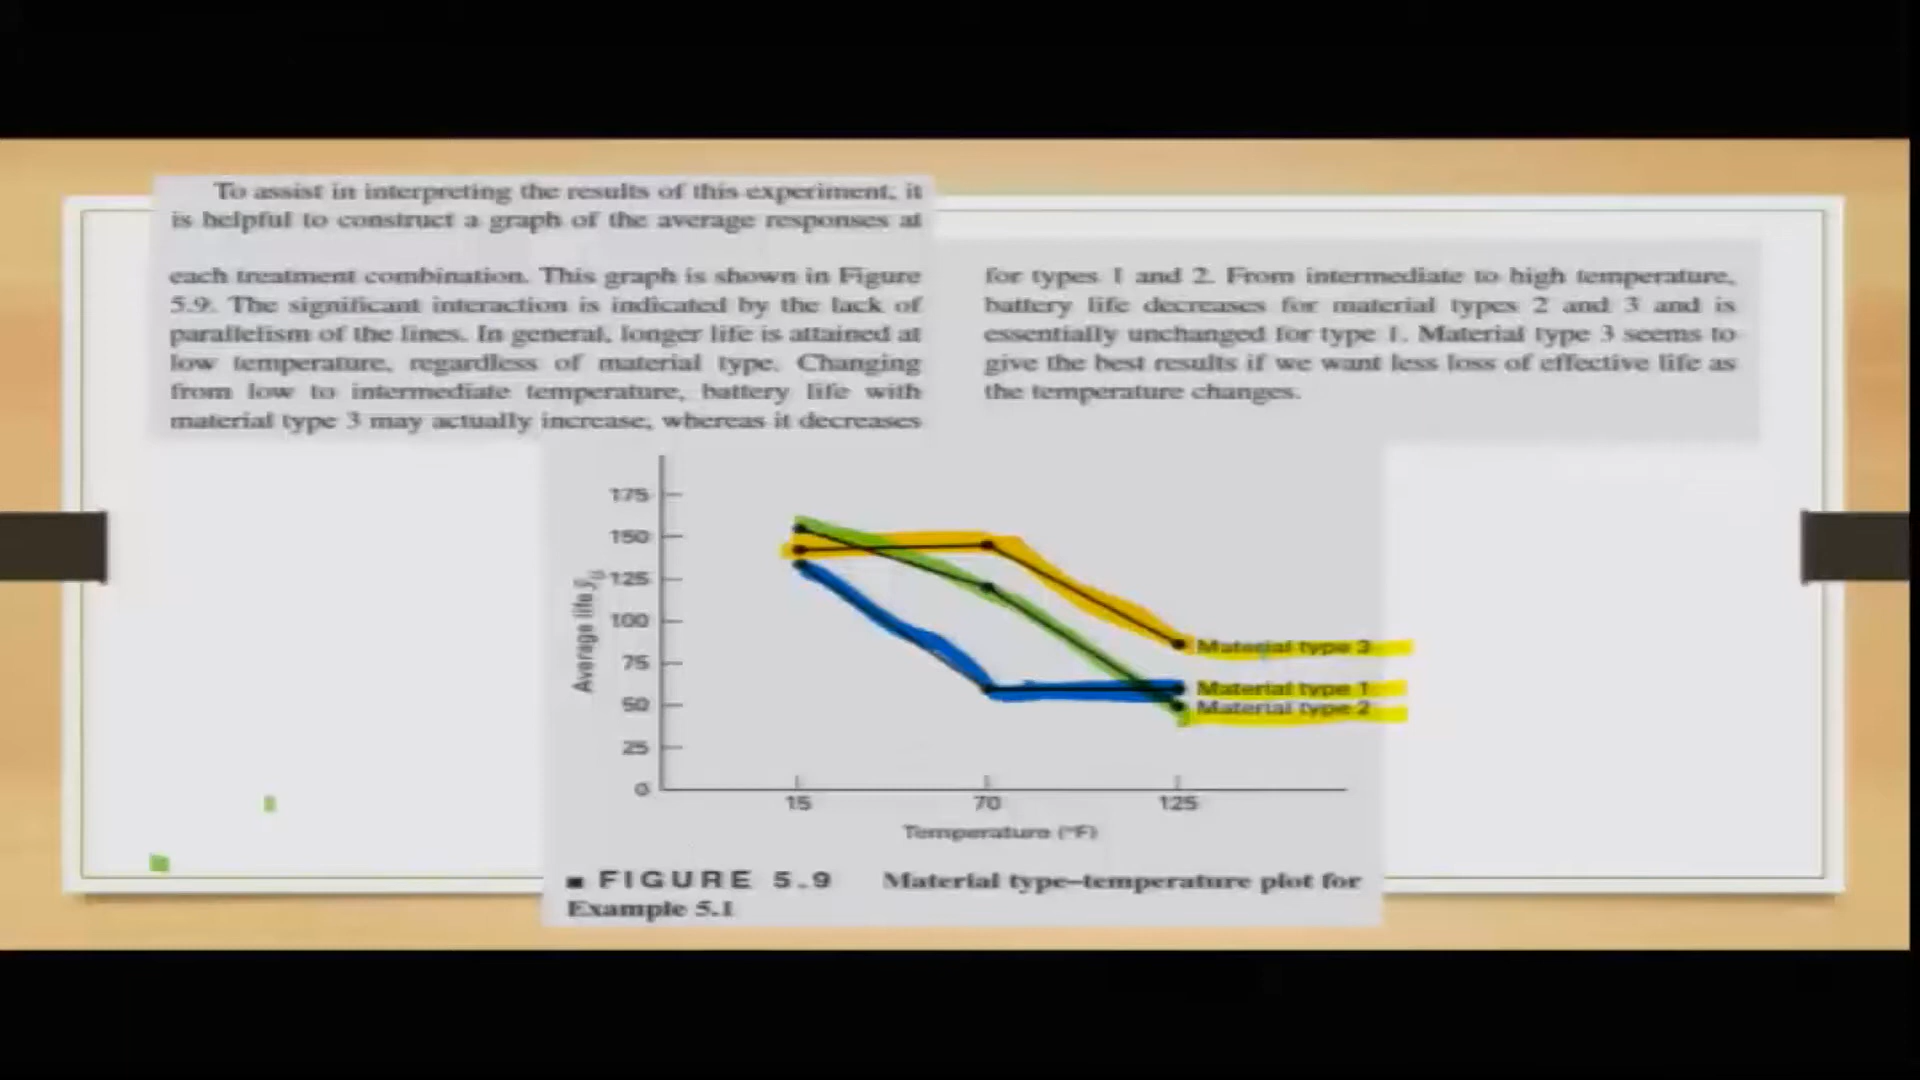 To assist in interpreting the results of this experiment, it
is helpful to construct a graph of the average responses at
each treatment combination. This graph is shown in Figure
5.9. The significant interaction is indicated by the lack of
parallelism of the lines. In general, longer life is attained at
low temperature, regardless of material type. Changing
from low to intermediate temperature, battery life with
material type 3 may actually increase, whereas it decreases
for types 1 and 2. From intermediate to high temperature,
battery life decreases for material types 2 and 3 and is
essentially unchanged for type 1. Material type 3 seems to
give the best results if we want less loss of effective life as
the temperature changes.
175
150
125
100
75
50
25
0
Average life
Material type 3
Material type 1
Material type 2
15 70 125
Temperature (°F)
■ FIGURE 5.9 Material type–temperature plot for
Example 5.1